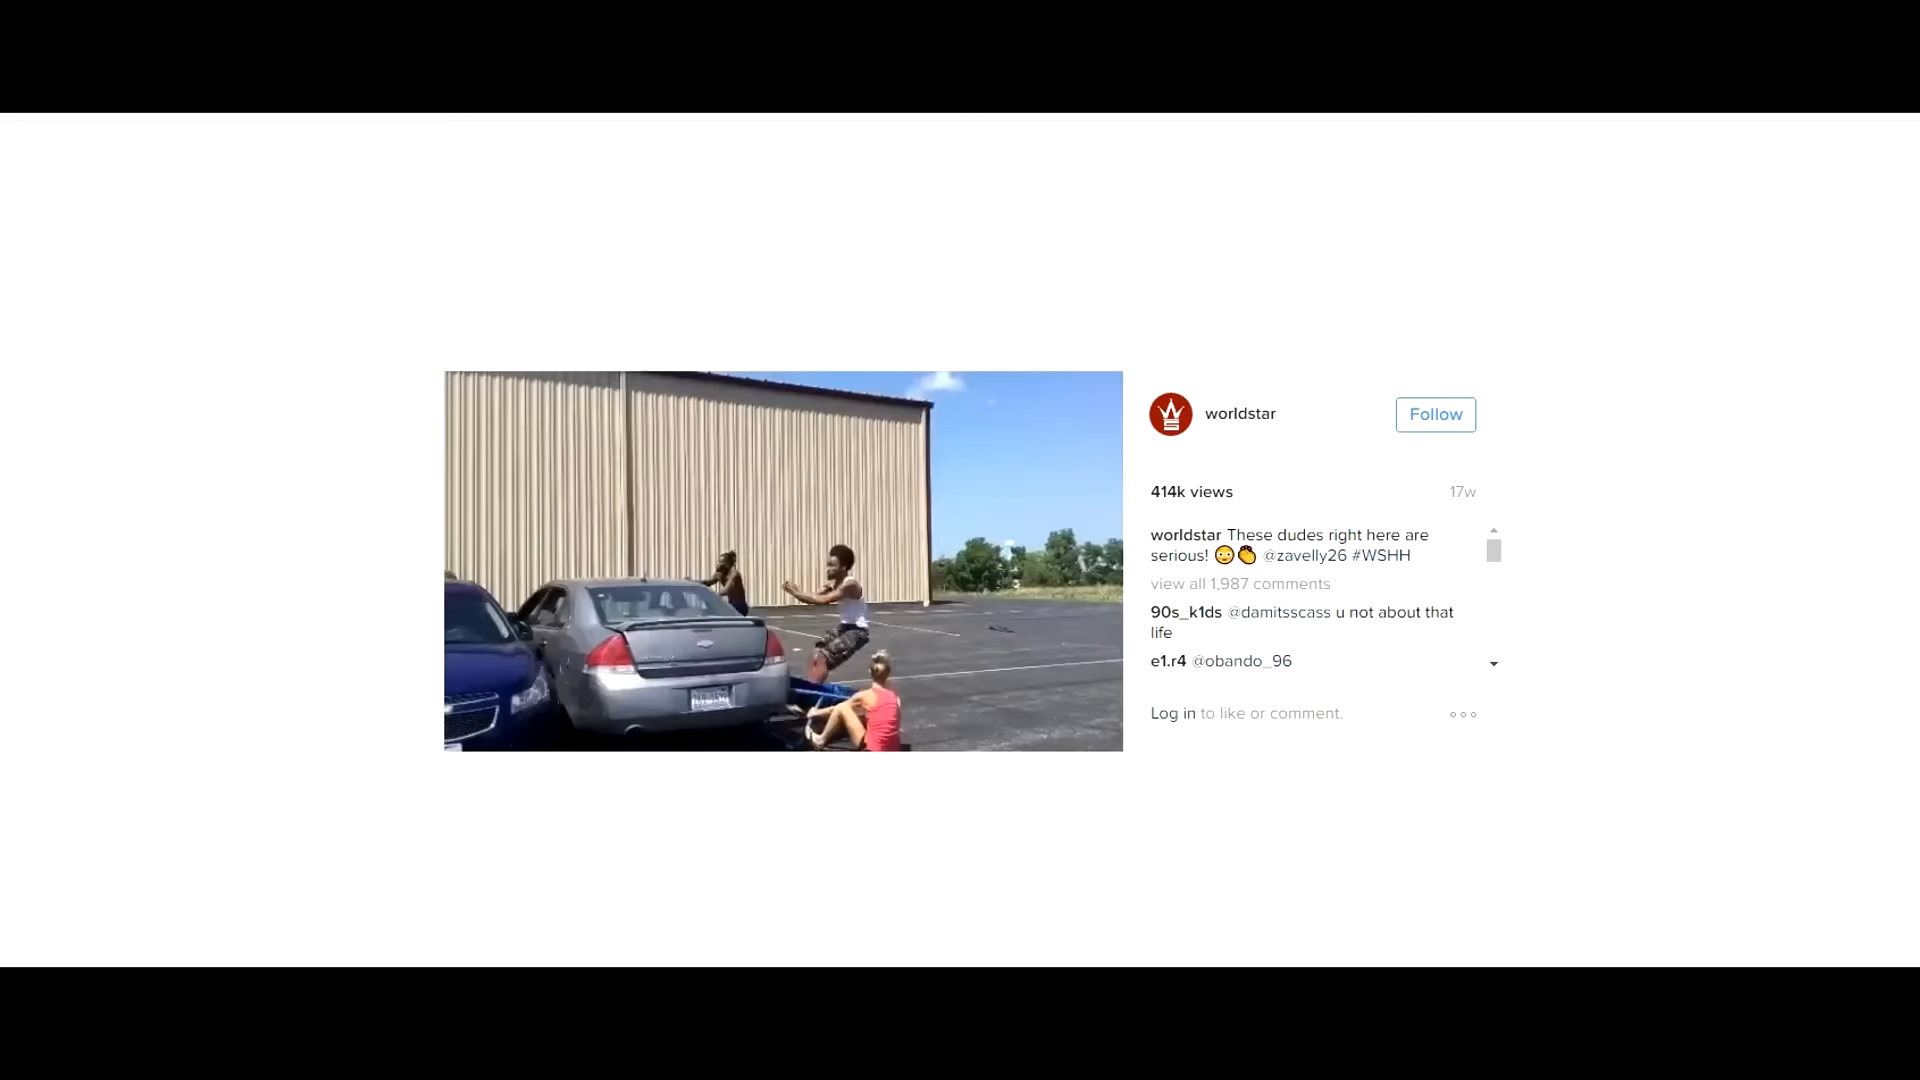 worldstar
Follow
414k views
17w
worldstar These dudes right here are
serious! 😳👏 @zavelly26 #WSHH
view all 1,987 comments
90s_k1ds @damitsscass u not about that
life
e1.r4 @obando_96
Log in to like or comment.